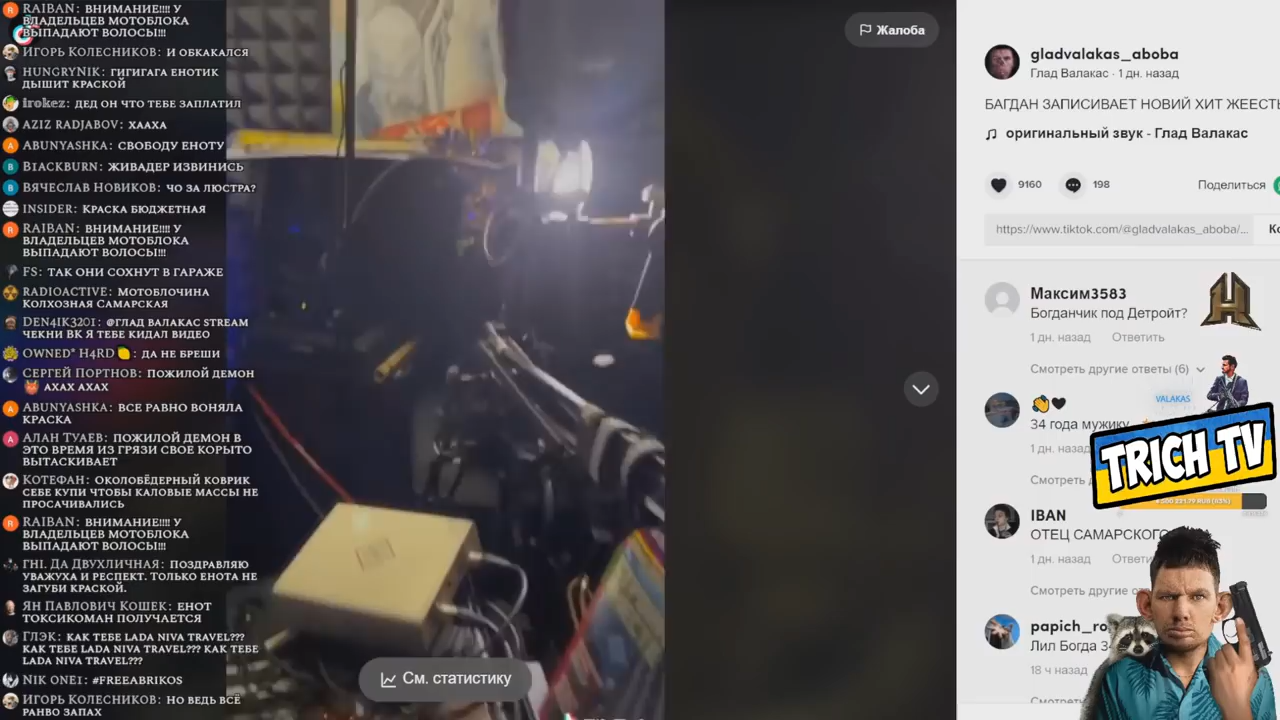 RAIBAN: ВНИМАНИЕ!!!! У
ВЛАДЕЛЬЦЕВ МОТОБЛОКА
ВЫПАДАЮТ ВОЛОСЫ!!!
ИГОРЬ КОЛЕСНИКОВ: И ОБКАКАЛСЯ
HUNGRYNIK: ГИГИГАГА ЕНОТИК
ДЫШИТ КРАСКОЙ
irokez: ДЕД ОН ЧТО ТЕБЕ ЗАПЛАТИЛ
AZIZ RADJABOV: ХАААХА
ABUNYASHKA: СВОБОДУ ЕНОТУ
B1ACKBURN: ЖИВАДЕР ИЗВИНИСЬ
ВЯЧЕСЛАВ НОВИКОВ: ЧО ЗА ЛЮСТРА?
INSIDER: КРАСКА БЮДЖЕТНАЯ
RAIBAN: ВНИМАНИЕ!!!! У
ВЛАДЕЛЬЦЕВ МОТОБЛОКА
ВЫПАДАЮТ ВОЛОСЫ!!!
FS: ТАК ОНИ СОХНУТ В ГАРАЖЕ
RADIOACTIVE: МОТОБЛОЧИНА
КОЛХОЗНАЯ САМАРСКАЯ
DEN4IK3201: @ГЛАД ВАЛАКАС STREAM
ЧЕКНИ ВК Я ТЕБЕ КИДАЛ ВИДЕО
OWNED* H4RD🍋: ДА НЕ БРЕШИ
СЕРГЕЙ ПОРТНОВ: ПОЖИЛОЙ ДЕМОН
👹 АХАХ АХАХ
ABUNYASHKA: ВСЕ РАВНО ВОНЯЛА
КРАСКА
АЛАН ТУАЕВ: ПОЖИЛОЙ ДЕМОН В
ЭТО ВРЕМЯ ИЗ ГРЯЗИ СВОЕ КОРЫТО
ВЫТАСКИВАЕТ
КОТЕФАН: ОКОЛОБЁДЕРНЫЙ КОВРИК
СЕБЕ КУПИ ЧТОБЫ КАЛОВЫЕ МАССЫ НЕ
ПРОСАЧИВАЛИСЬ
RAIBAN: ВНИМАНИЕ!!!! У
ВЛАДЕЛЬЦЕВ МОТОБЛОКА
ВЫПАДАЮТ ВОЛОСЫ!!!
ГНI. ДА ДВУХЛИЧНАЯ: ПОЗДРАВЛЯЮ
УВАЖУХА И РЕСПЕКТ. ТОЛЬКО ЕНОТА НЕ
ЗАГУБИ КРАСКОЙ.
ЯН ПАВЛОВИЧ КОШЕК: ЕНОТ
ТОКСИКОМАН ПОЛУЧАЕТСЯ
ГЛЭК: КАК ТЕБЕ LADA NIVA TRAVEL???
КАК ТЕБЕ LADA NIVA TRAVEL??? КАК ТЕБЕ
LADA NIVA TRAVEL???
NIK ONE1: #FREEABRIKOS
ИГОРЬ КОЛЕСНИКОВ: НО ВЕДЬ ВСЁ
РАНВО ЗАПАХ
Жалоба
См. статистику
gladvalakas_aboba
Глад Валакас · 1 дн. назад
БАГДАН ЗАПИСИВАЕТ НОВИЙ ХИТ ЖЕЕСТЬ
♫ оригинальный звук - Глад Валакас
9160
198
Поделиться
https://www.tiktok.com/@gladvalakas_aboba/...
Максим3583
Богданчик под Детройт?
1 дн. назад Ответить
Смотреть другие ответы (6)
VALAKAS
👏🖤
34 года мужику
1 дн. назад
TRICH TV
IBAN
ОТЕЦ САМАРСКОГО
1 дн. назад
Смотреть другие
papich_ro
Лил Богда
18 ч назад